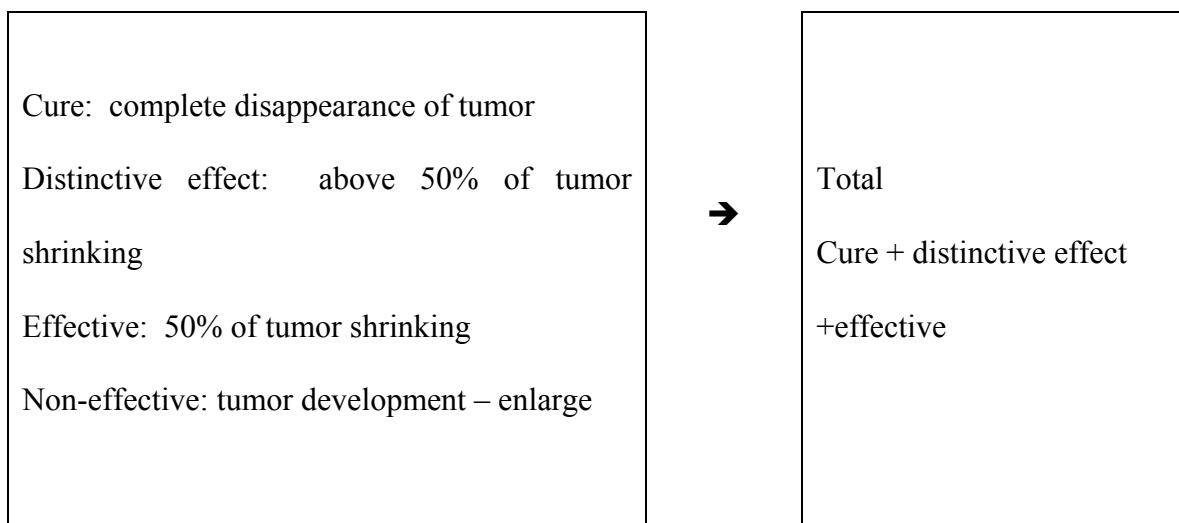 Cure: complete disappearance of tumor
Distinctive effect: above 50% of tumor
shrinking
Effective: 50% of tumor shrinking
Non-effective: tumor development – enlarge
➔
Total
Cure + distinctive effect
+effective